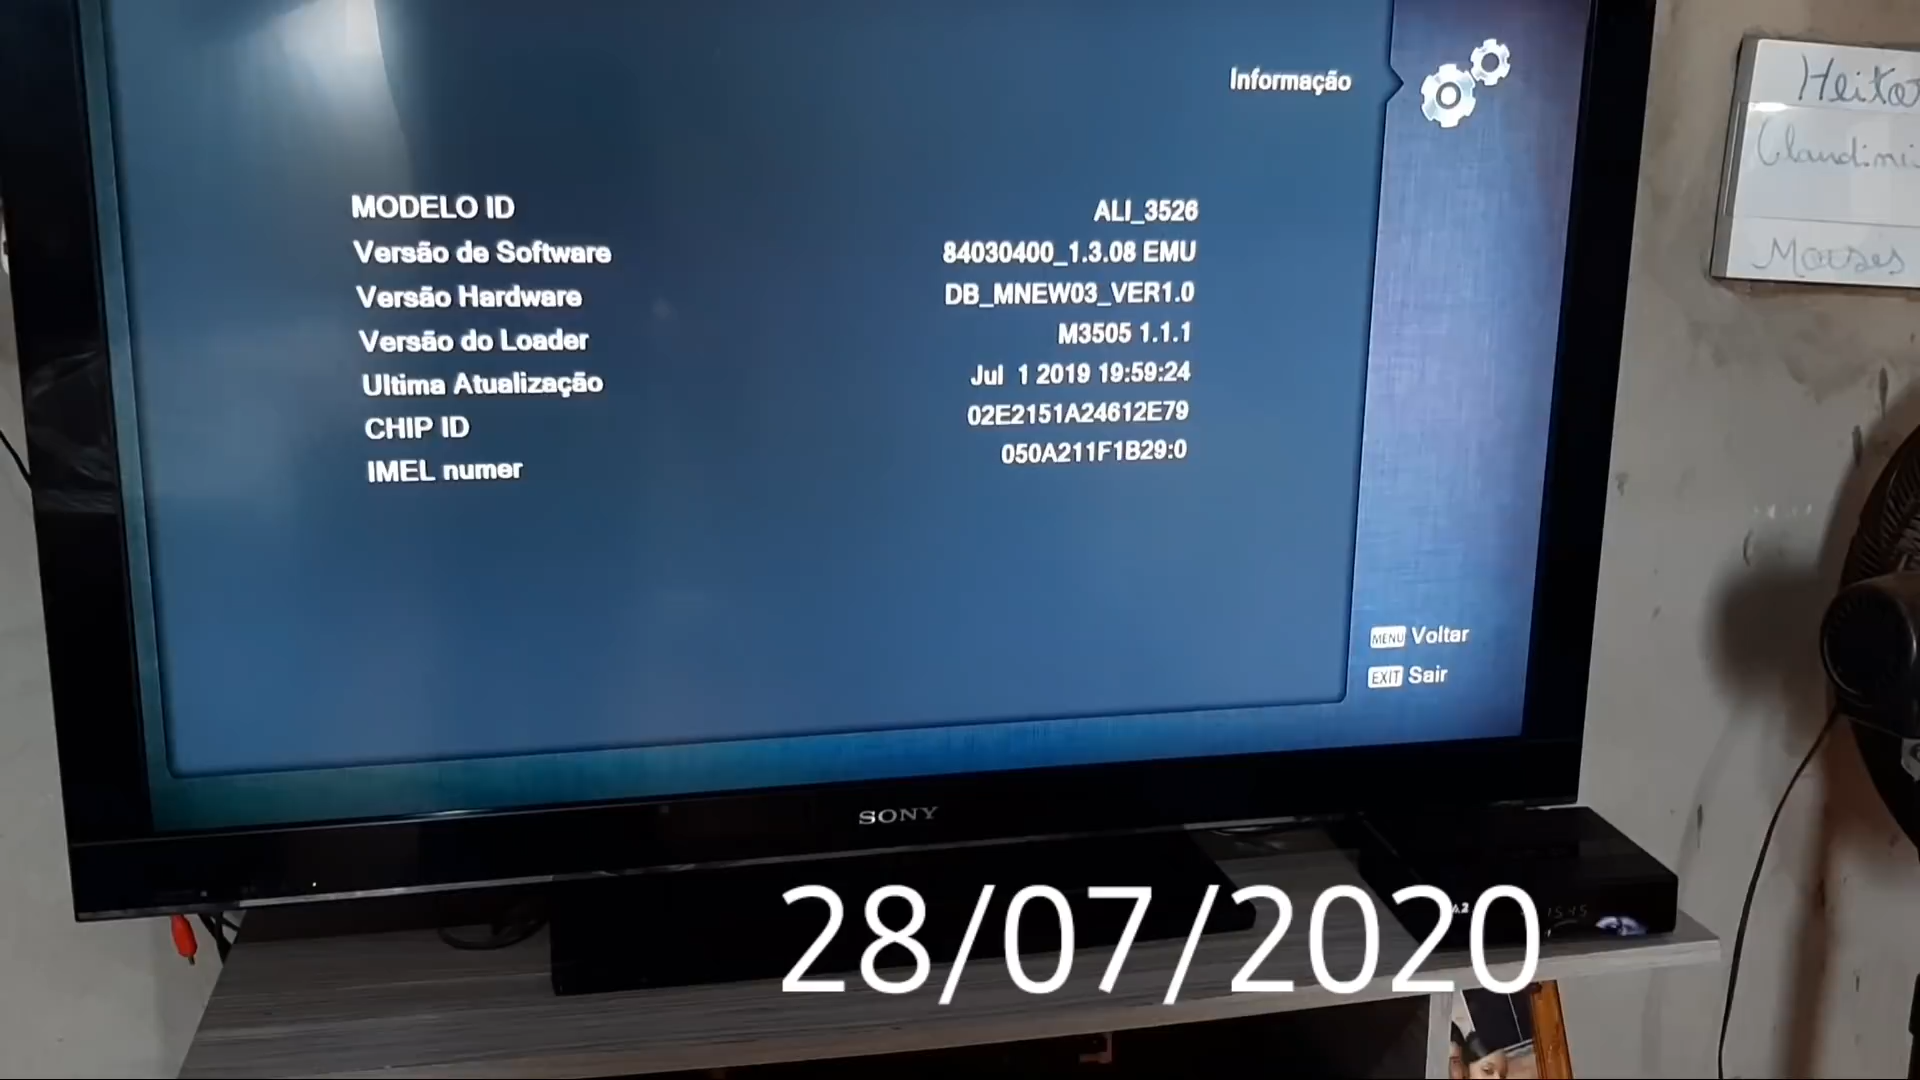 Informação
MODELO ID ALI_3526
Versão de Software 84030400_1.3.08 EMU
Versão Hardware DB_MNEW03_VER1.0
Versão do Loader M3505 1.1.1
Ultima Atualização Jul 1 2019 19:59:24
CHIP ID 02E2151A24612E79
IMEL numer 050A211F1B29:0
MENU Voltar
EXIT Sair
SONY
28/07/2020
Heitor
Moises